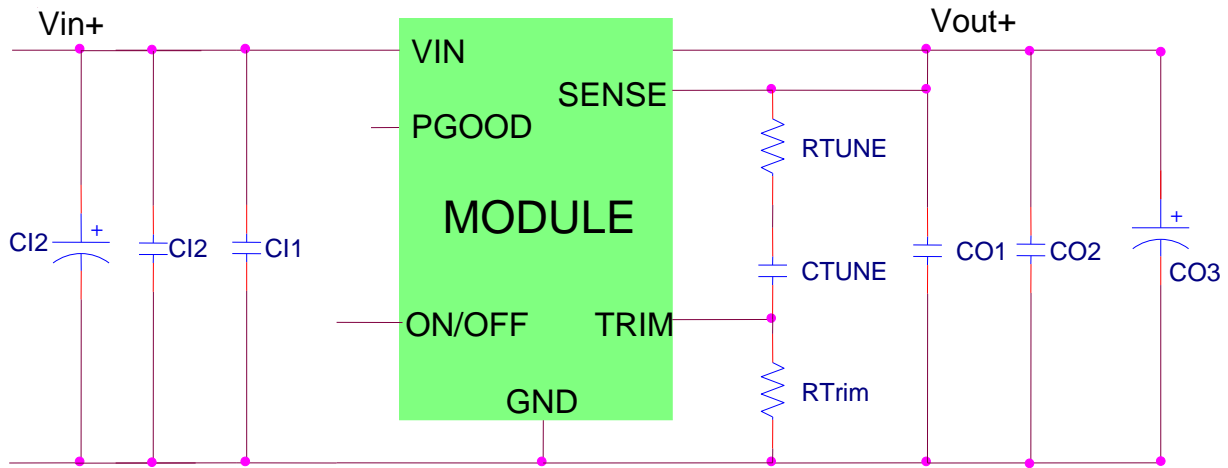 Vin+
Vout+
VIN
SENSE
PGOOD
RTUNE
MODULE
+
+
CI2
CI2
CI1
CO1
CO2
CO3
CTUNE
ON/OFF
TRIM
RTrim
GND